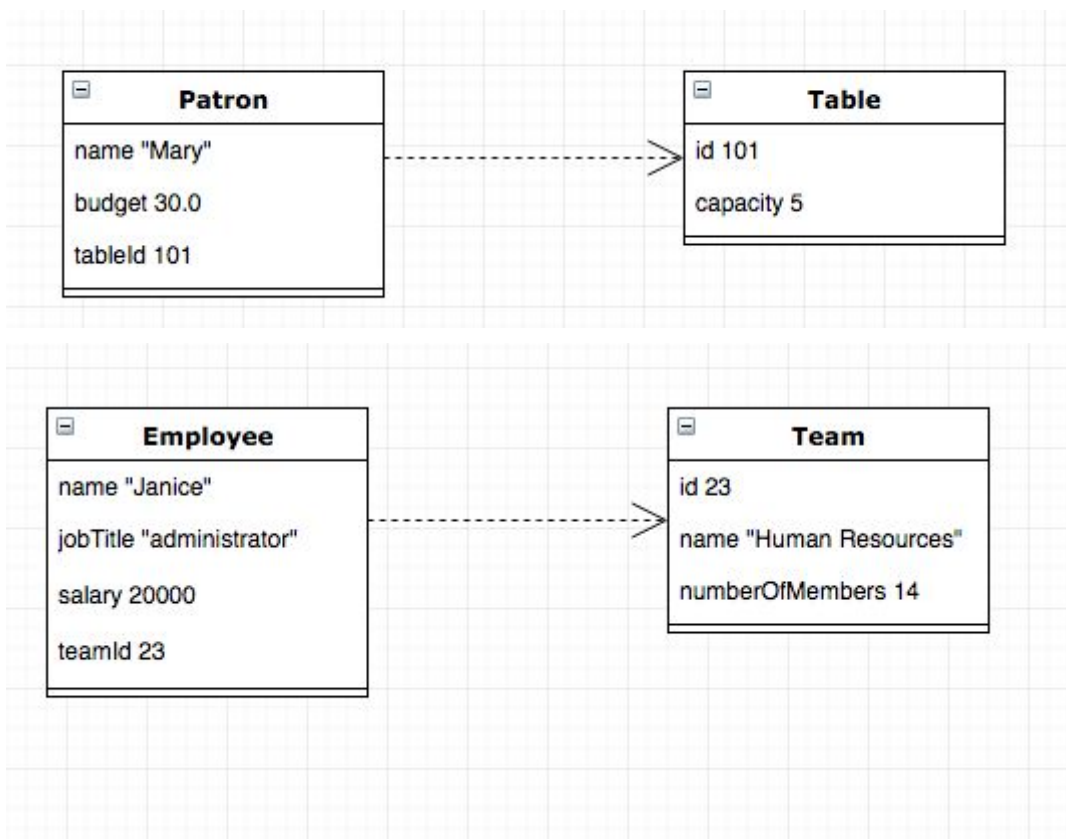 Patron
name "Mary"
budget 30.0
tableId 101
Table
id 101
capacity 5
Employee
name "Janice"
jobTitle "administrator"
salary 20000
teamId 23
Team
id 23
name "Human Resources"
numberOfMembers 14